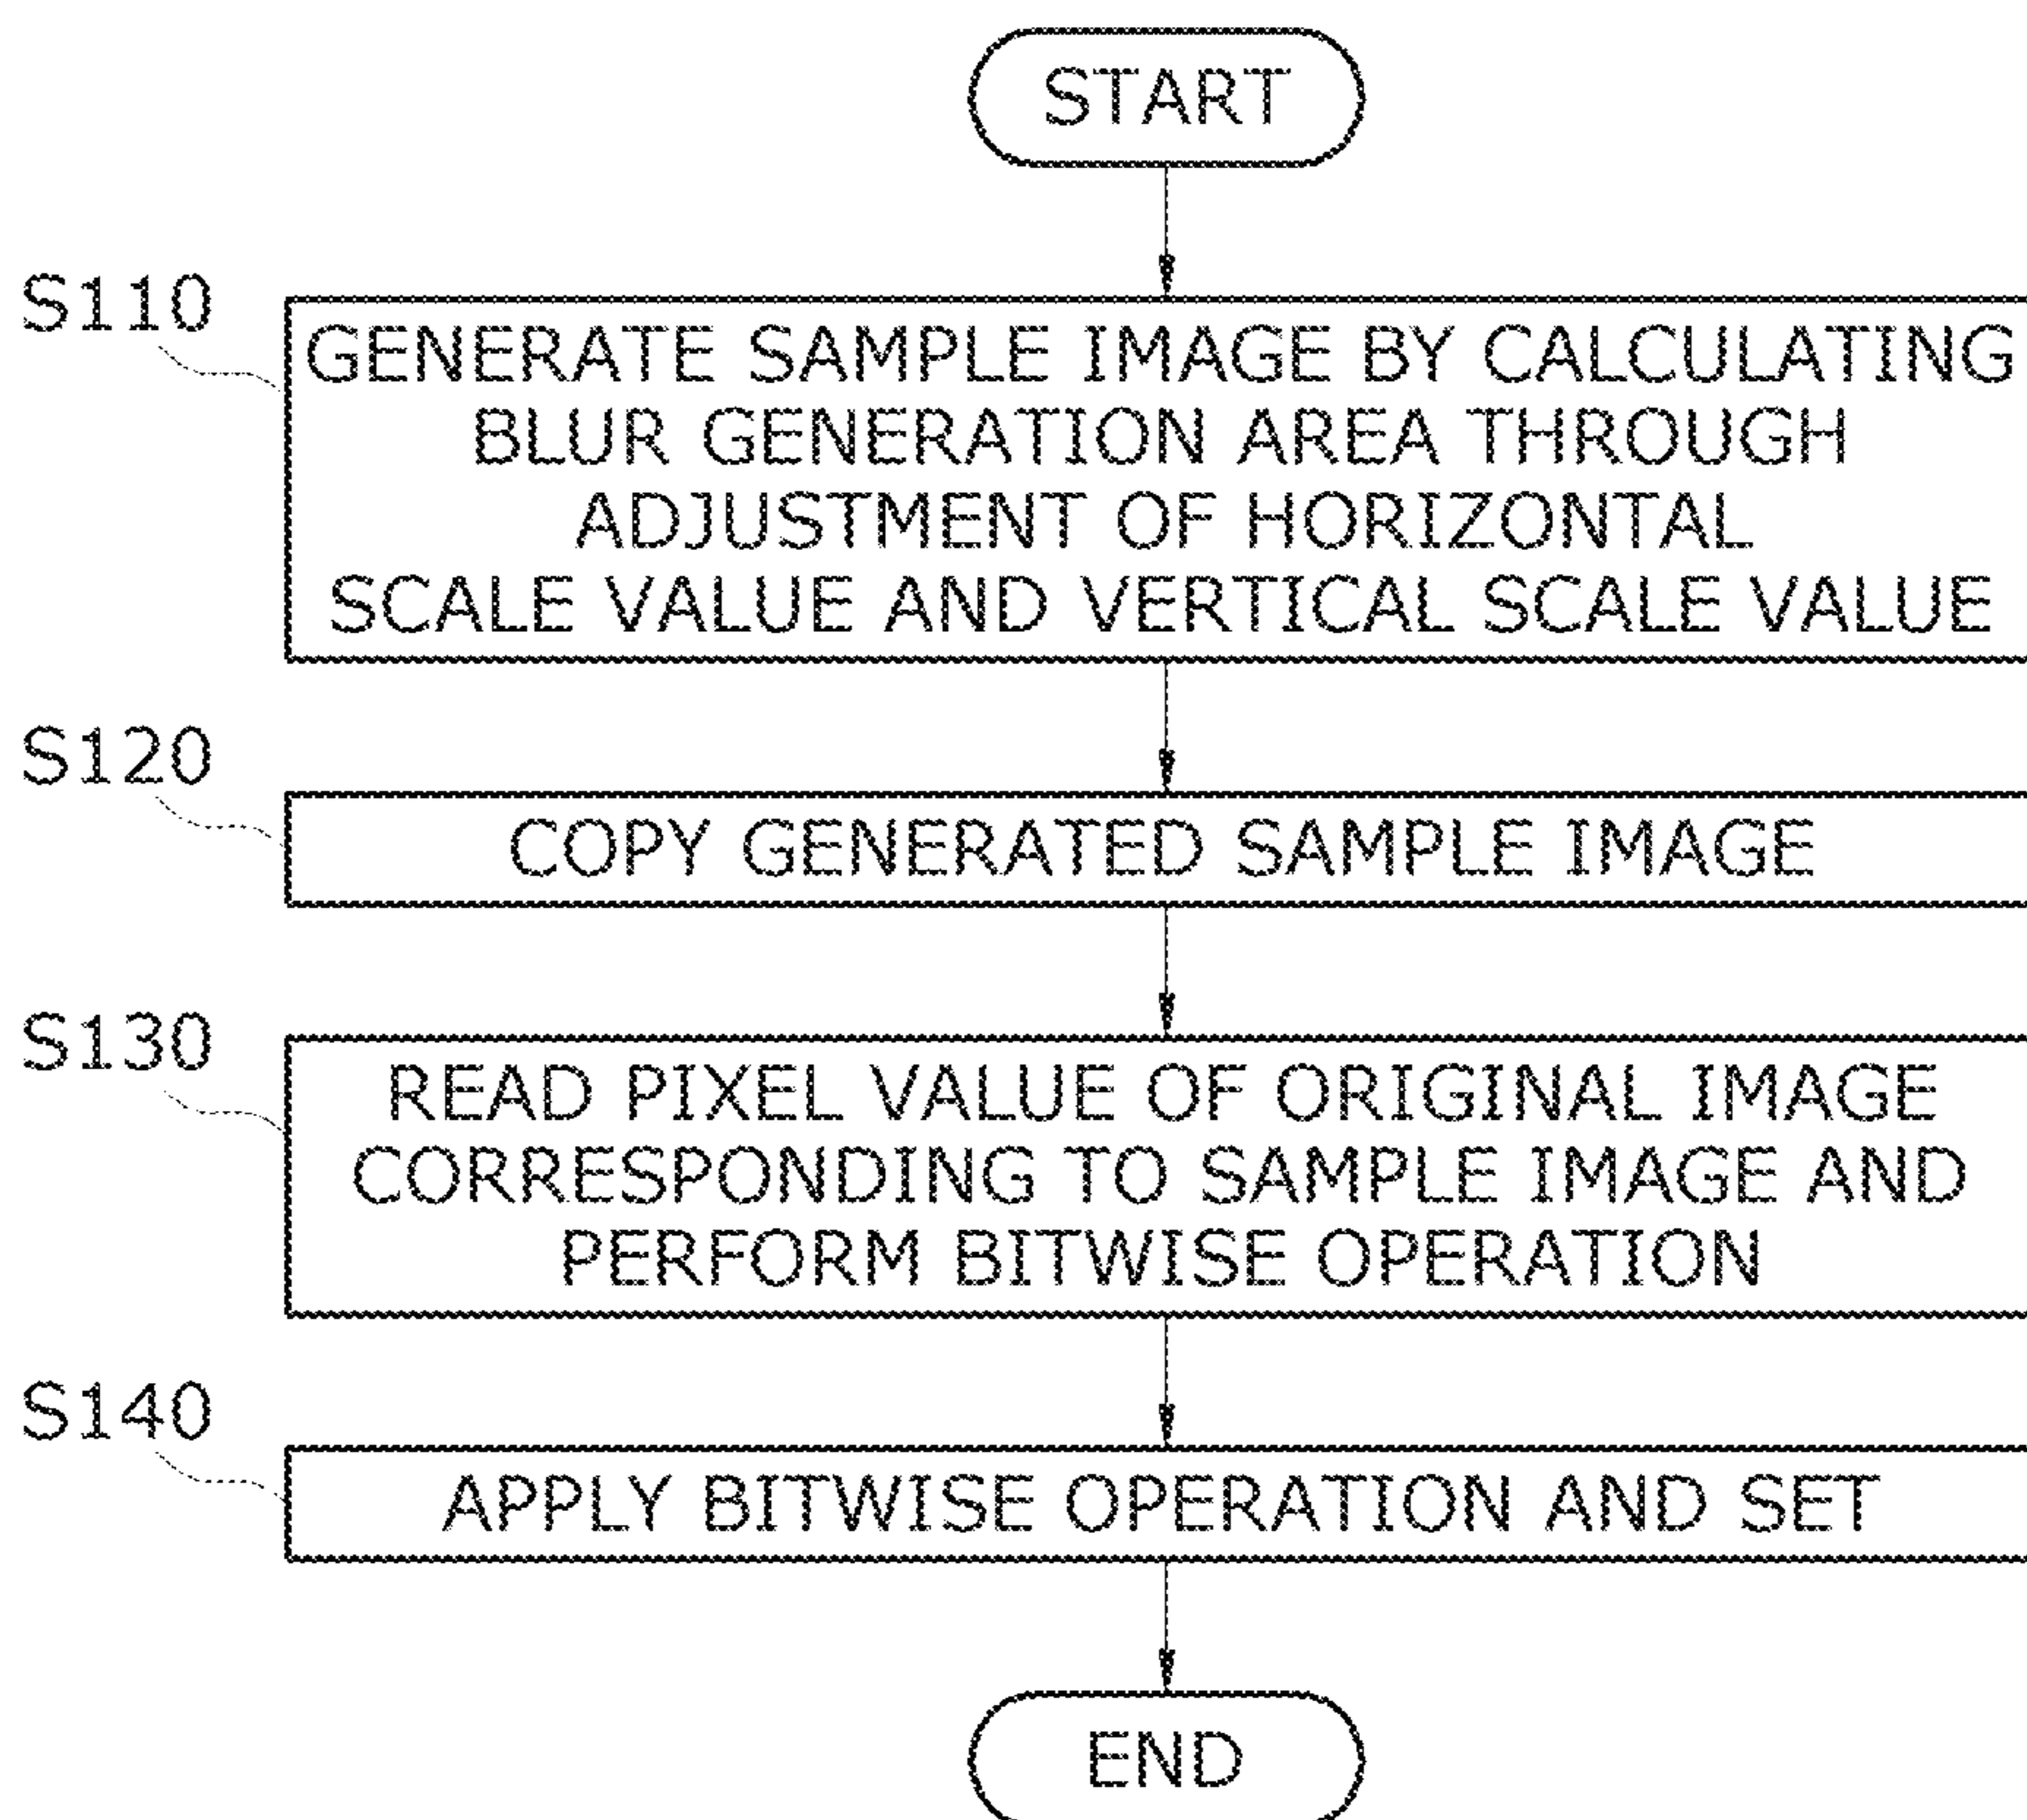 START
S110
GENERATE SAMPLE IMAGE BY CALCULATING
BLUR GENERATION AREA THROUGH
ADJUSTMENT OF HORIZONTAL
SCALE VALUE AND VERTICAL SCALE VALUE
S120
COPY GENERATED SAMPLE IMAGE
S130
READ PIXEL VALUE OF ORIGINAL IMAGE
CORRESPONDING TO SAMPLE IMAGE AND
PERFORM BITWISE OPERATION
S140
APPLY BITWISE OPERATION AND SET
END